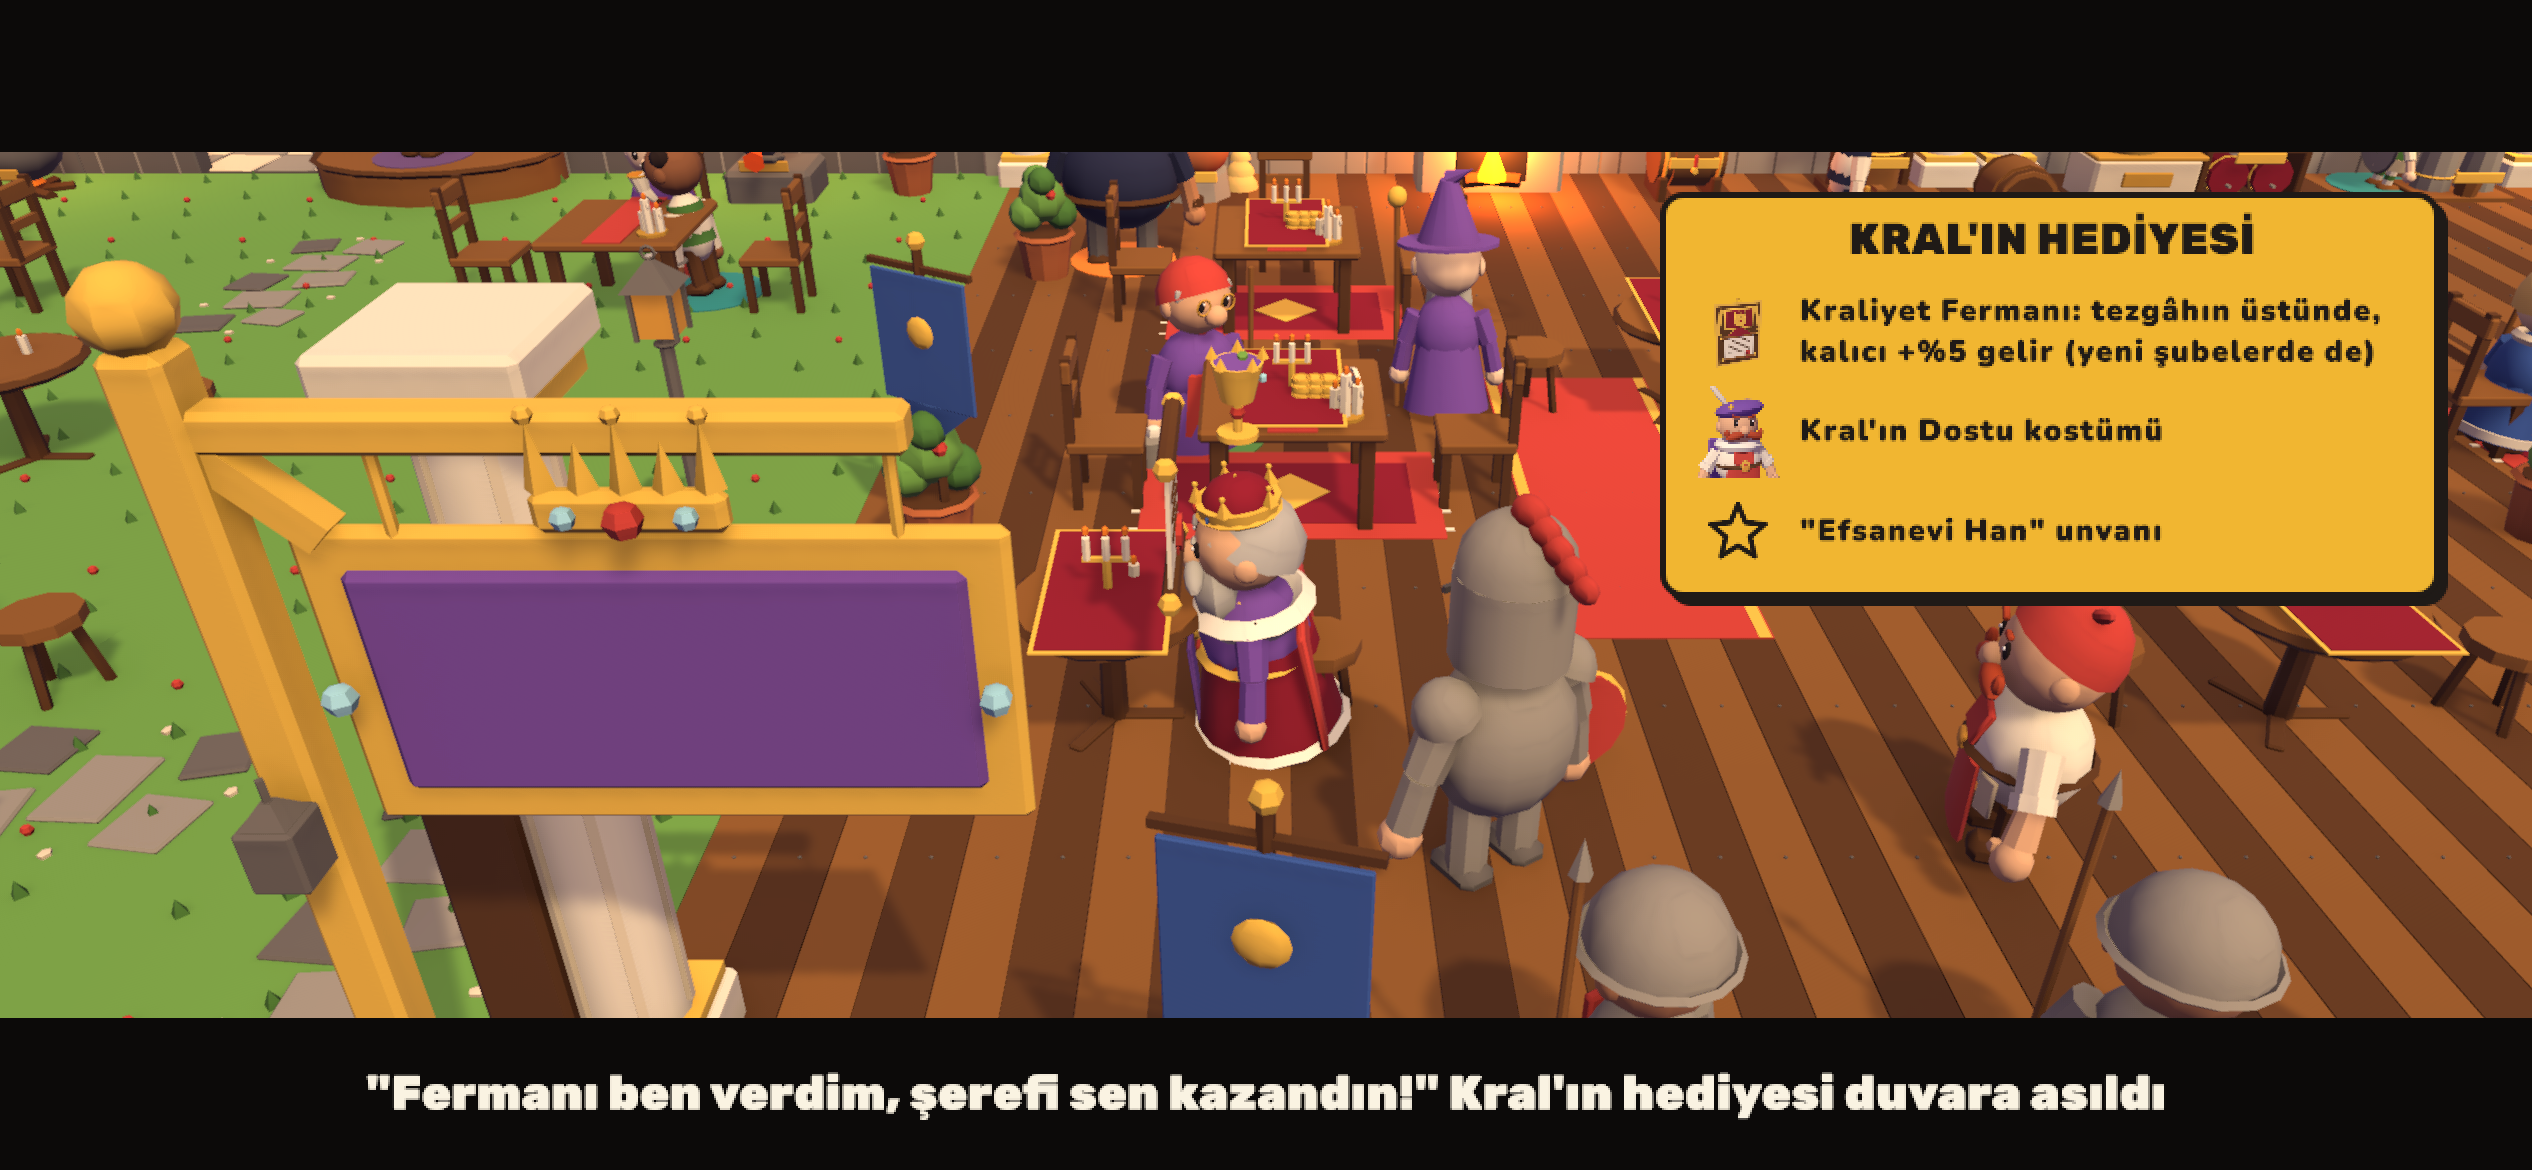 KRAL'IN HEDİYESİ
Kraliyet Fermanı: tezgâhın üstünde,
kalıcı +%5 gelir (yeni şubelerde de)
Kral'ın Dostu kostümü
"Efsanevi Han" unvanı
"Fermanı ben verdim, şerefi sen kazandın!" Kral'ın hediyesi duvara asıldı